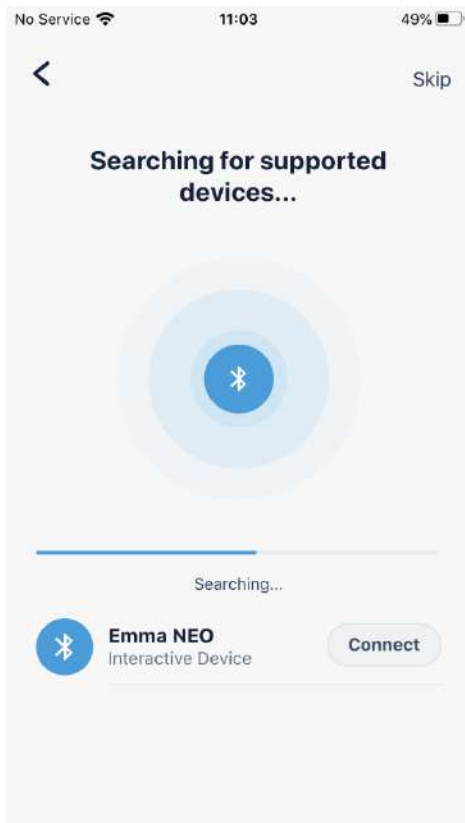 No Service 11:03 49%
Skip
Searching for supported
devices...
Searching...
Emma NEO
Interactive Device
Connect